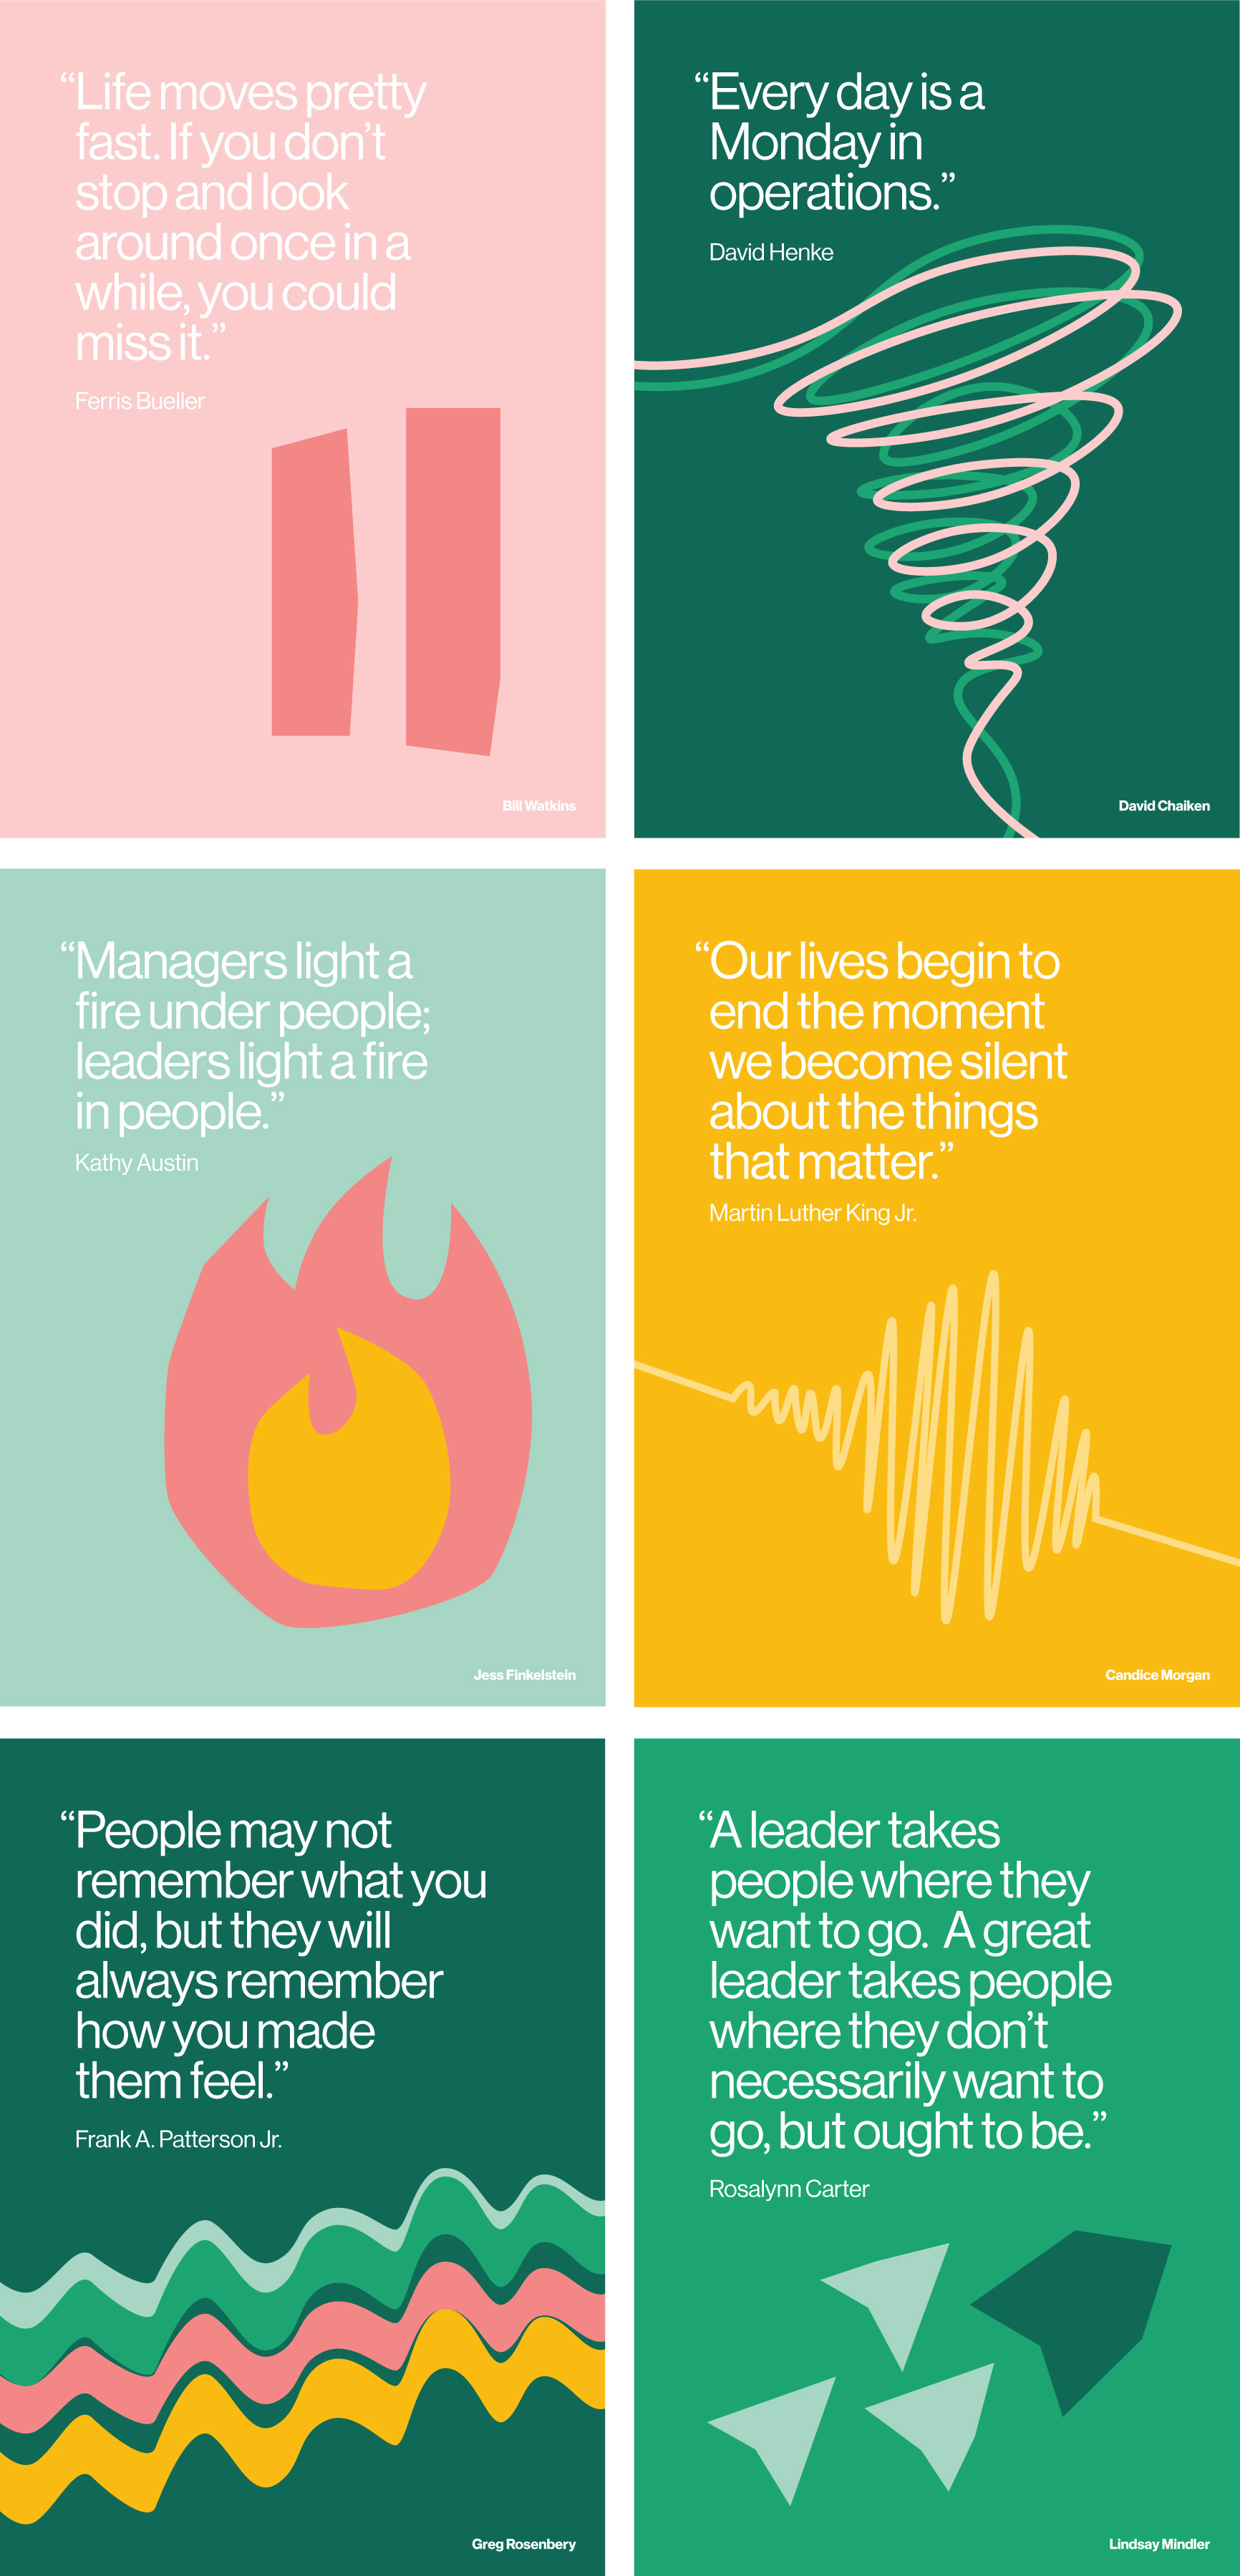 “Life moves pretty
fast. If you don’t
stop and look
around once in a
while, you could
miss it.”
Ferris Bueller
Bill Watkins
“Every day is a
Monday in
operations.”
David Henke
David Chaiken
“Managers light a
fire under people;
leaders light a fire
in people.”
Kathy Austin
Jess Finkelstein
“Our lives begin to
end the moment
we become silent
about the things
that matter.”
Martin Luther King Jr.
Candice Morgan
“People may not
remember what you
did, but they will
always remember
how you made
them feel.”
Frank A. Patterson Jr.
Greg Rosenbery
“A leader takes
people where they
want to go.  A great
leader takes people
where they don’t
necessarily want to
go, but ought to be.”
Rosalynn Carter
Lindsay Mindler